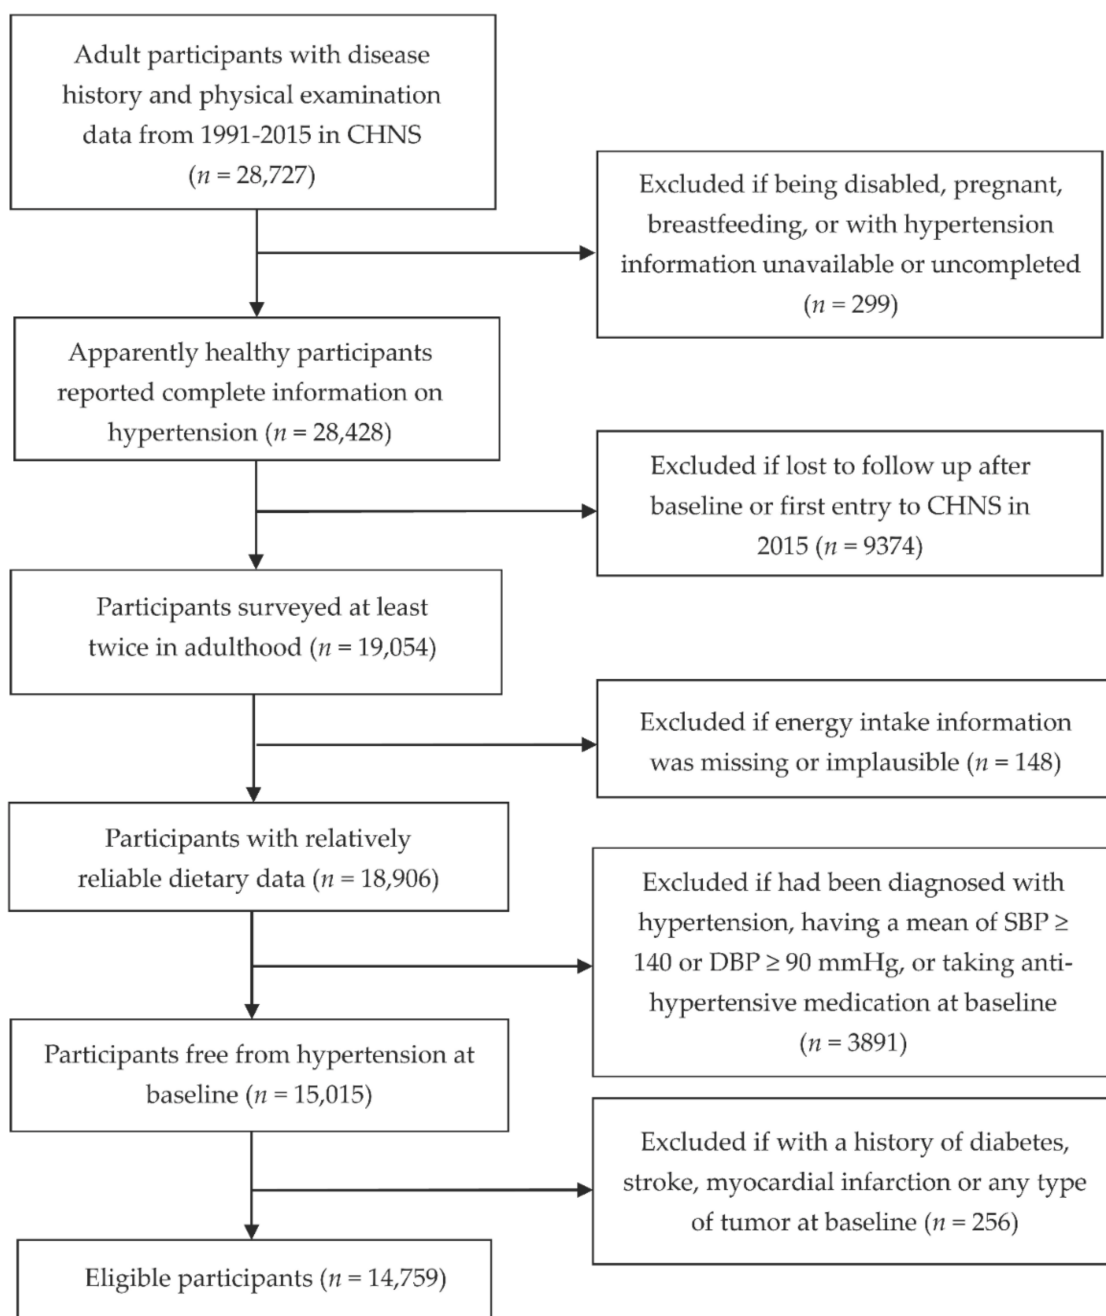 Adult participants with disease
history and physical examination
data from 1991-2015 in CHNS
(n = 28,727)
Excluded if being disabled, pregnant,
breastfeeding, or with hypertension
information unavailable or uncompleted
(n = 299)
Apparently healthy participants
reported complete information on
hypertension (n = 28,428)
Excluded if lost to follow up after
baseline or first entry to CHNS in
2015 (n = 9374)
Participants surveyed at least
twice in adulthood (n = 19,054)
Excluded if energy intake information
was missing or implausible (n = 148)
Participants with relatively
reliable dietary data (n = 18,906)
Excluded if had been diagnosed with
hypertension, having a mean of SBP ≥
140 or DBP ≥ 90 mmHg, or taking anti-
hypertensive medication at baseline
(n = 3891)
Participants free from hypertension at
baseline (n = 15,015)
Excluded if with a history of diabetes,
stroke, myocardial infarction or any type
of tumor at baseline (n = 256)
Eligible participants (n = 14,759)